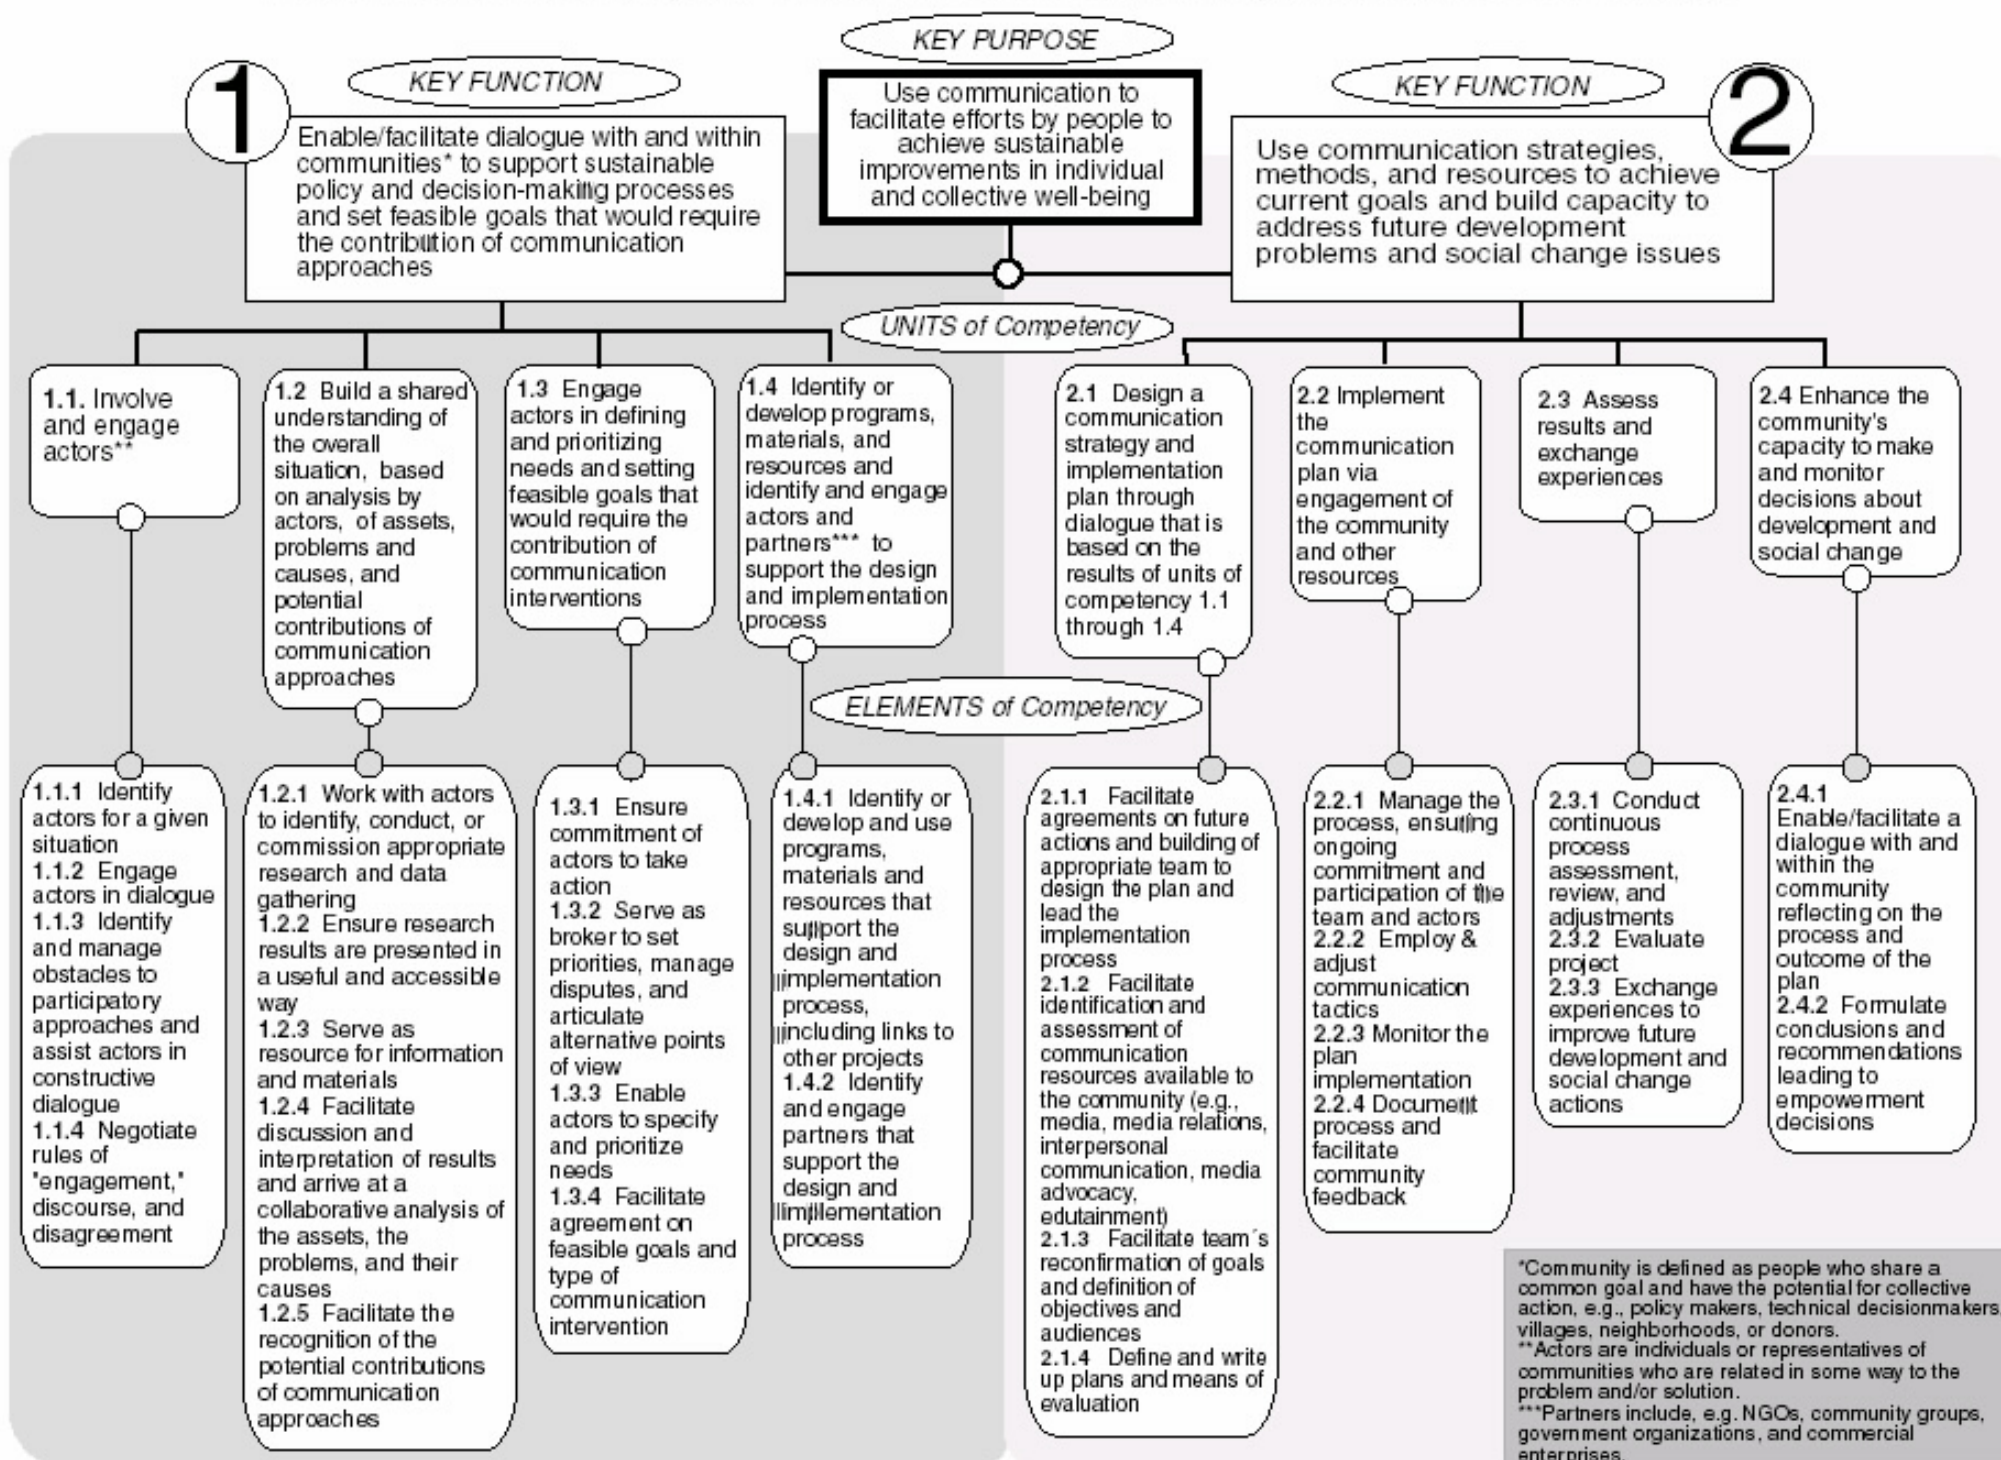 KEY PURPOSE
Use communication to
facilitate efforts by people to
achieve sustainable
improvements in individual
and collective well-being
1
KEY FUNCTION
Enable/facilitate dialogue with and within
communities* to support sustainable
policy and decision-making processes
and set feasible goals that would require
the contribution of communication
approaches
KEY FUNCTION
2
Use communication strategies,
methods, and resources to achieve
current goals and build capacity to
address future development
problems and social change issues
UNITS of Competency
1.1. Involve
and engage
actors**
1.2 Build a shared
understanding of
the overall
situation, based
on analysis by
actors, of assets,
problems and
causes, and
potential
contributions of
communication
approaches
1.3 Engage
actors in defining
and prioritizing
needs and setting
feasible goals that
would require the
contribution of
communication
interventions
1.4 Identify or
develop programs,
materials, and
resources and
identify and engage
actors and
partners*** to
support the design
and implementation
process
2.1 Design a
communication
strategy and
implementation
plan through
dialogue that is
based on the
results of units of
competency 1.1
through 1.4
2.2 Implement
the
communication
plan via
engagement of
the community
and other
resources
2.3 Assess
results and
exchange
experiences
2.4 Enhance the
community's
capacity to make
and monitor
decisions about
development and
social change
ELEMENTS of Competency
1.1.1 Identify
actors for a given
situation
1.1.2 Engage
actors in dialogue
1.1.3 Identify
and manage
obstacles to
participatory
approaches and
assist actors in
constructive
dialogue
1.1.4 Negotiate
rules of
"engagement,"
discourse, and
disagreement
1.2.1 Work with actors
to identify, conduct, or
commission appropriate
research and data
gathering
1.2.2 Ensure research
results are presented in
a useful and accessible
way
1.2.3 Serve as
resource for information
and materials
1.2.4 Facilitate
discussion and
interpretation of results
and arrive at a
collaborative analysis of
the assets, the
problems, and their
causes
1.2.5 Facilitate the
recognition of the
potential contributions
of communication
approaches
1.3.1 Ensure
commitment of
actors to take
action
1.3.2 Serve as
broker to set
priorities, manage
disputes, and
articulate
alternative points
of view
1.3.3 Enable
actors to specify
and prioritize
needs
1.3.4 Facilitate
agreement on
feasible goals and
type of
communication
intervention
1.4.1 Identify or
develop and use
programs,
materials and
resources that
support the
design and
implementation
process,
including links to
other projects
1.4.2 Identify
and engage
partners that
support the
design and
implementation
process
2.1.1 Facilitate
agreements on future
actions and building of
appropriate team to
design the plan and
lead the
implementation
process
2.1.2 Facilitate
identification and
assessment of
communication
resources available to
the community (e.g.,
media, media relations,
interpersonal
communication, media
advocacy,
edutainment)
2.1.3 Facilitate team´s
reconfirmation of goals
and definition of
objectives and
audiences
2.1.4 Define and write
up plans and means of
evaluation
2.2.1 Manage the
process, ensuring
ongoing
commitment and
participation of the
team and actors
2.2.2 Employ &
adjust
communication
tactics
2.2.3 Monitor the
plan
implementation
2.2.4 Document
process and
facilitate
community
feedback
2.3.1 Conduct
continuous
process
assessment,
review, and
adjustments
2.3.2 Evaluate
project
2.3.3 Exchange
experiences to
improve future
development and
social change
actions
2.4.1
Enable/facilitate a
dialogue with and
within the
community
reflecting on the
process and
outcome of the
plan
2.4.2 Formulate
conclusions and
recommendations
leading to
empowerment
decisions
*Community is defined as people who share a
common goal and have the potential for collective
action, e.g., policy makers, technical decisionmakers
villages, neighborhoods, or donors.
**Actors are individuals or representatives of
communities who are related in some way to the
problem and/or solution.
***Partners include, e.g. NGOs, community groups,
government organizations, and commercial
enterprises.